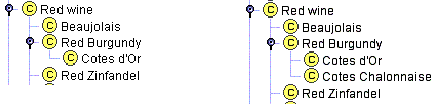 C Red wine
C Beaujolais
C Red Burgundy
C Cotes d'Or
C Red Zinfandel
C Red wine
C Beaujolais
C Red Burgundy
C Cotes d'Or
C Cotes Chalonnaise
C Red Zinfandel